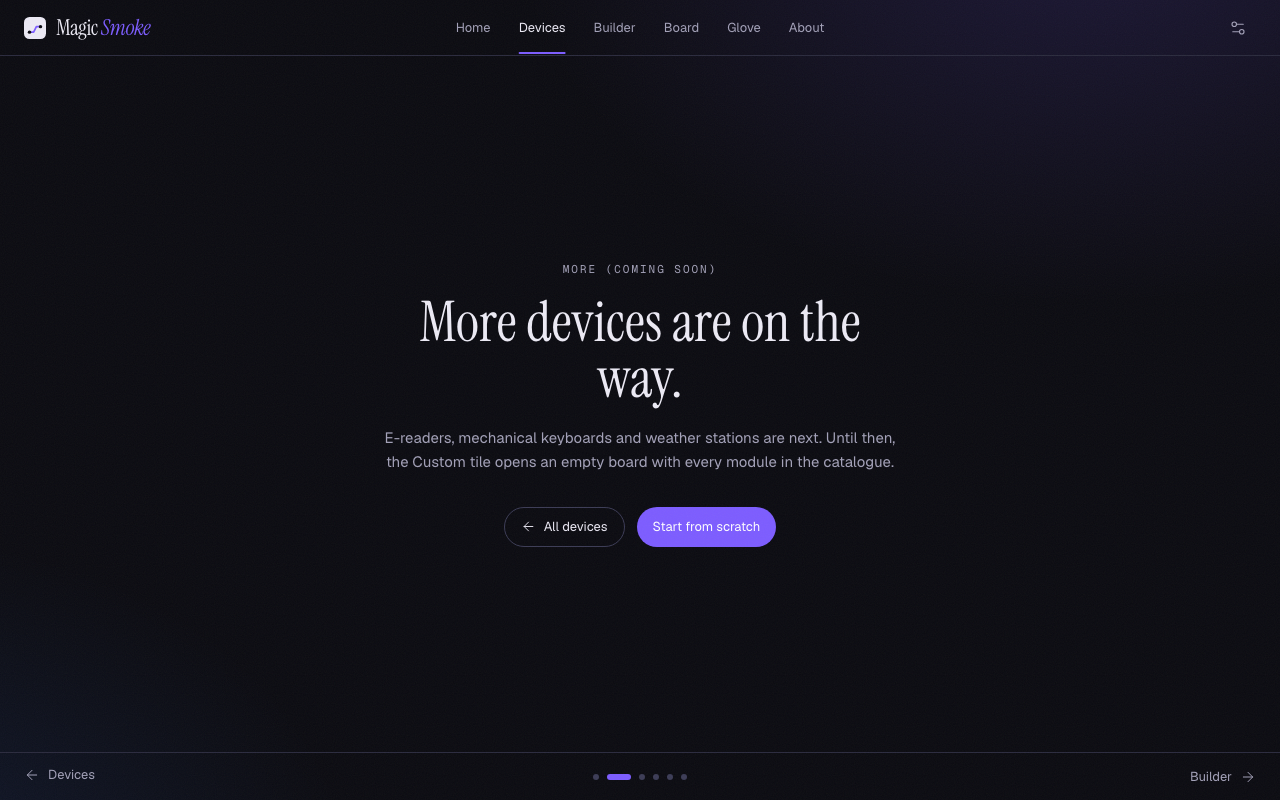 Magic Smoke
Home
Devices
Builder
Board
Glove
About
MORE (COMING SOON)
More devices are on the
way.
E-readers, mechanical keyboards and weather stations are next. Until then,
the Custom tile opens an empty board with every module in the catalogue.
← All devices
Start from scratch
← Devices
Builder →